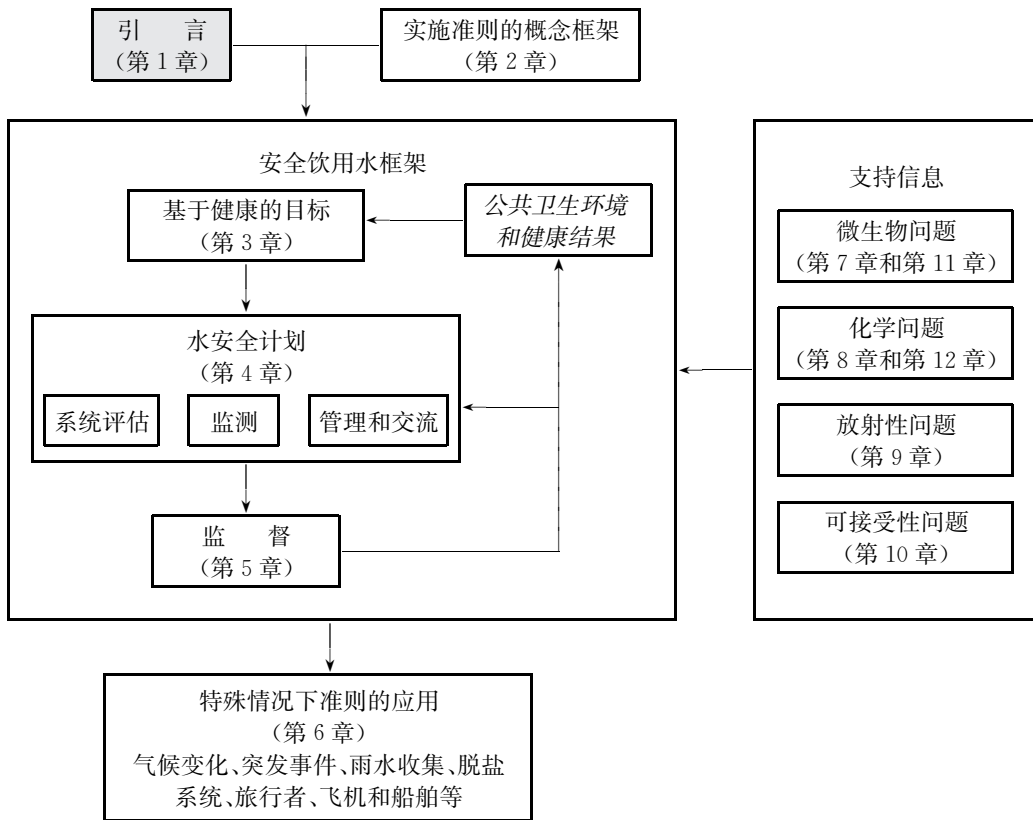 引 言
（第 1 章）
实施准则的概念框架
（第 2 章）
安全饮用水框架
基于健康的目标
（第 3 章）
公共卫生环境
和健康结果
水安全计划
（第 4 章）
系统评估
监测
管理和交流
监 督
（第 5 章）
支持信息
微生物问题
（第 7 章和第 11 章）
化学问题
（第 8 章和第 12 章）
放射性问题
（第 9 章）
可接受性问题
（第 10 章）
特殊情况下准则的应用
（第 6 章）
气候变化、突发事件、雨水收集、脱盐
系统、旅行者、飞机和船舶等